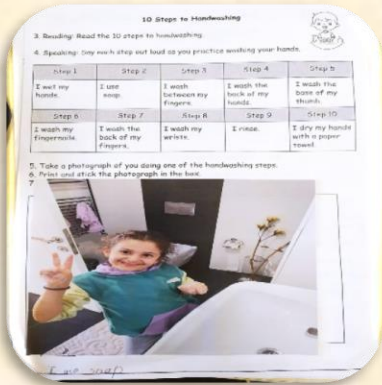 10 Steps to Handwashing
3. Reading: Read the 10 steps to handwashing.
4. Speaking: Say each step out loud as you practice washing your hands.
Step 1 Step 2 Step 3 Step 4 Step 5
I wet my hands. I use soap. I wash between my fingers. I wash the back of my hands. I wash the base of my thumb.
Step 6 Step 7 Step 8 Step 9 Step 10
I wash my fingernails. I wash the back of my fingers. I wash my wrists. I rinse. I dry my hands with a paper towel.
5. Take a photograph of you doing one of the handwashing steps.
6. Print and stick the photograph in the box.
7
I use soap